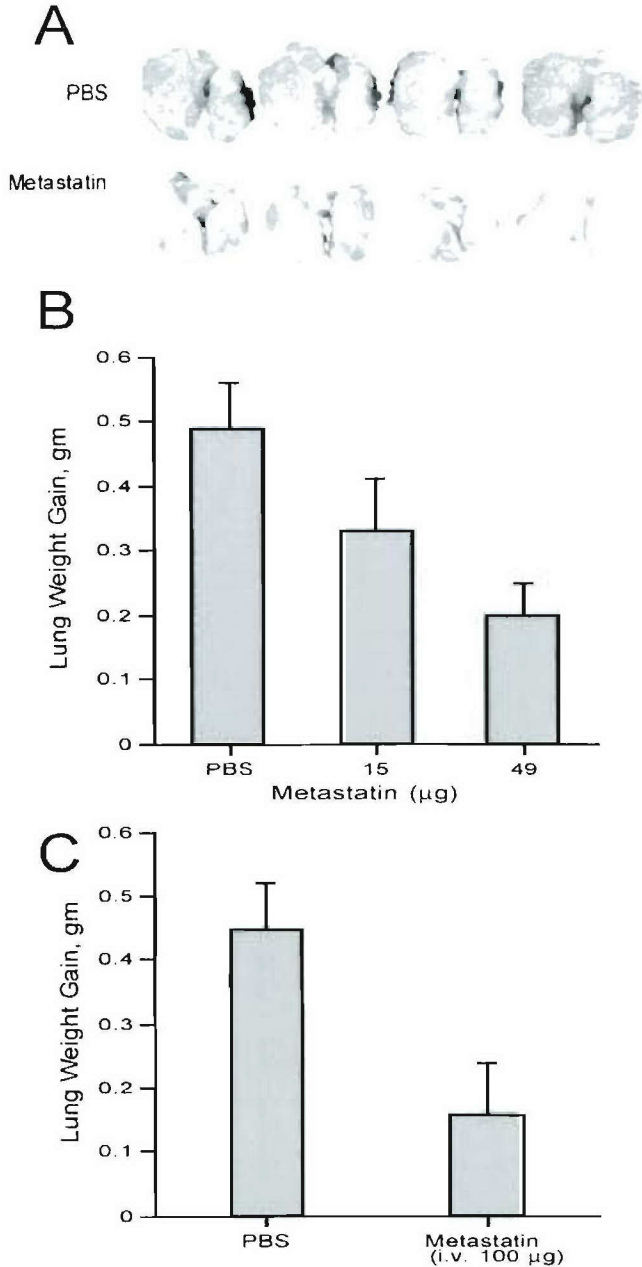 A
PBS
Metastatin
B
0.6
0.5
0.4
0.3
0.2
0.1
0
Lung Weight Gain, gm
PBS 15 49
Metastatin (µg)
C
0.6
0.5
0.4
0.3
0.2
0.1
0
Lung Weight Gain, gm
PBS Metastatin
(i.v. 100 µg)